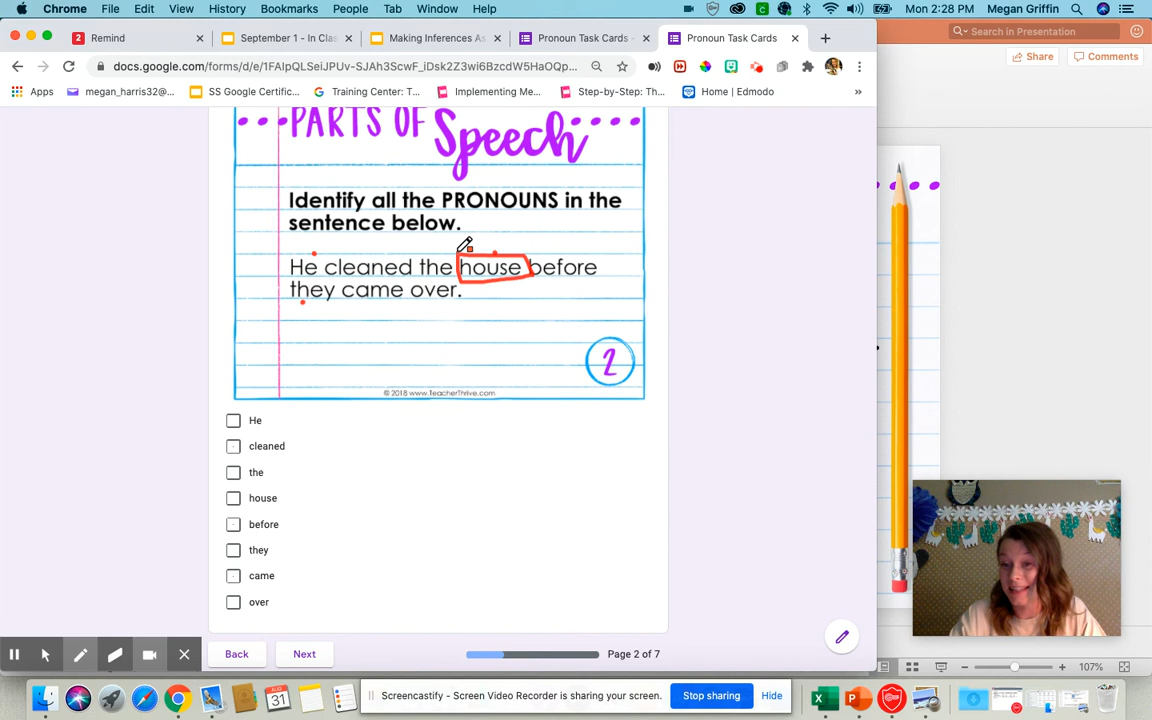 Chrome File Edit View History Bookmarks People Tab Window Help Mon 2:28 PM Megan Griffin
2 Remind
September 1 - In Clas
Making Inferences As
Pronoun Task Cards -
Pronoun Task Cards
Search in Presentation
docs.google.com/forms/d/e/1FAIpQLSeiJPUv-SJAh3ScwF_iDsk2Z3wi6BzcdW5HaOQp...
Share Comments
Apps megan_harris32@... SS Google Certific... Training Center: T... Implementing Me... Step-by-Step: Th... Home | Edmodo »
PARTS OF Speech
Identify all the PRONOUNS in the
sentence below.
He cleaned the house before
they came over.
2
© 2018 www.TeacherThrive.com
He
cleaned
the
house
before
they
came
over
Back Next Page 2 of 7
107%
AUG 31
Screencastify - Screen Video Recorder is sharing your screen. Stop sharing Hide